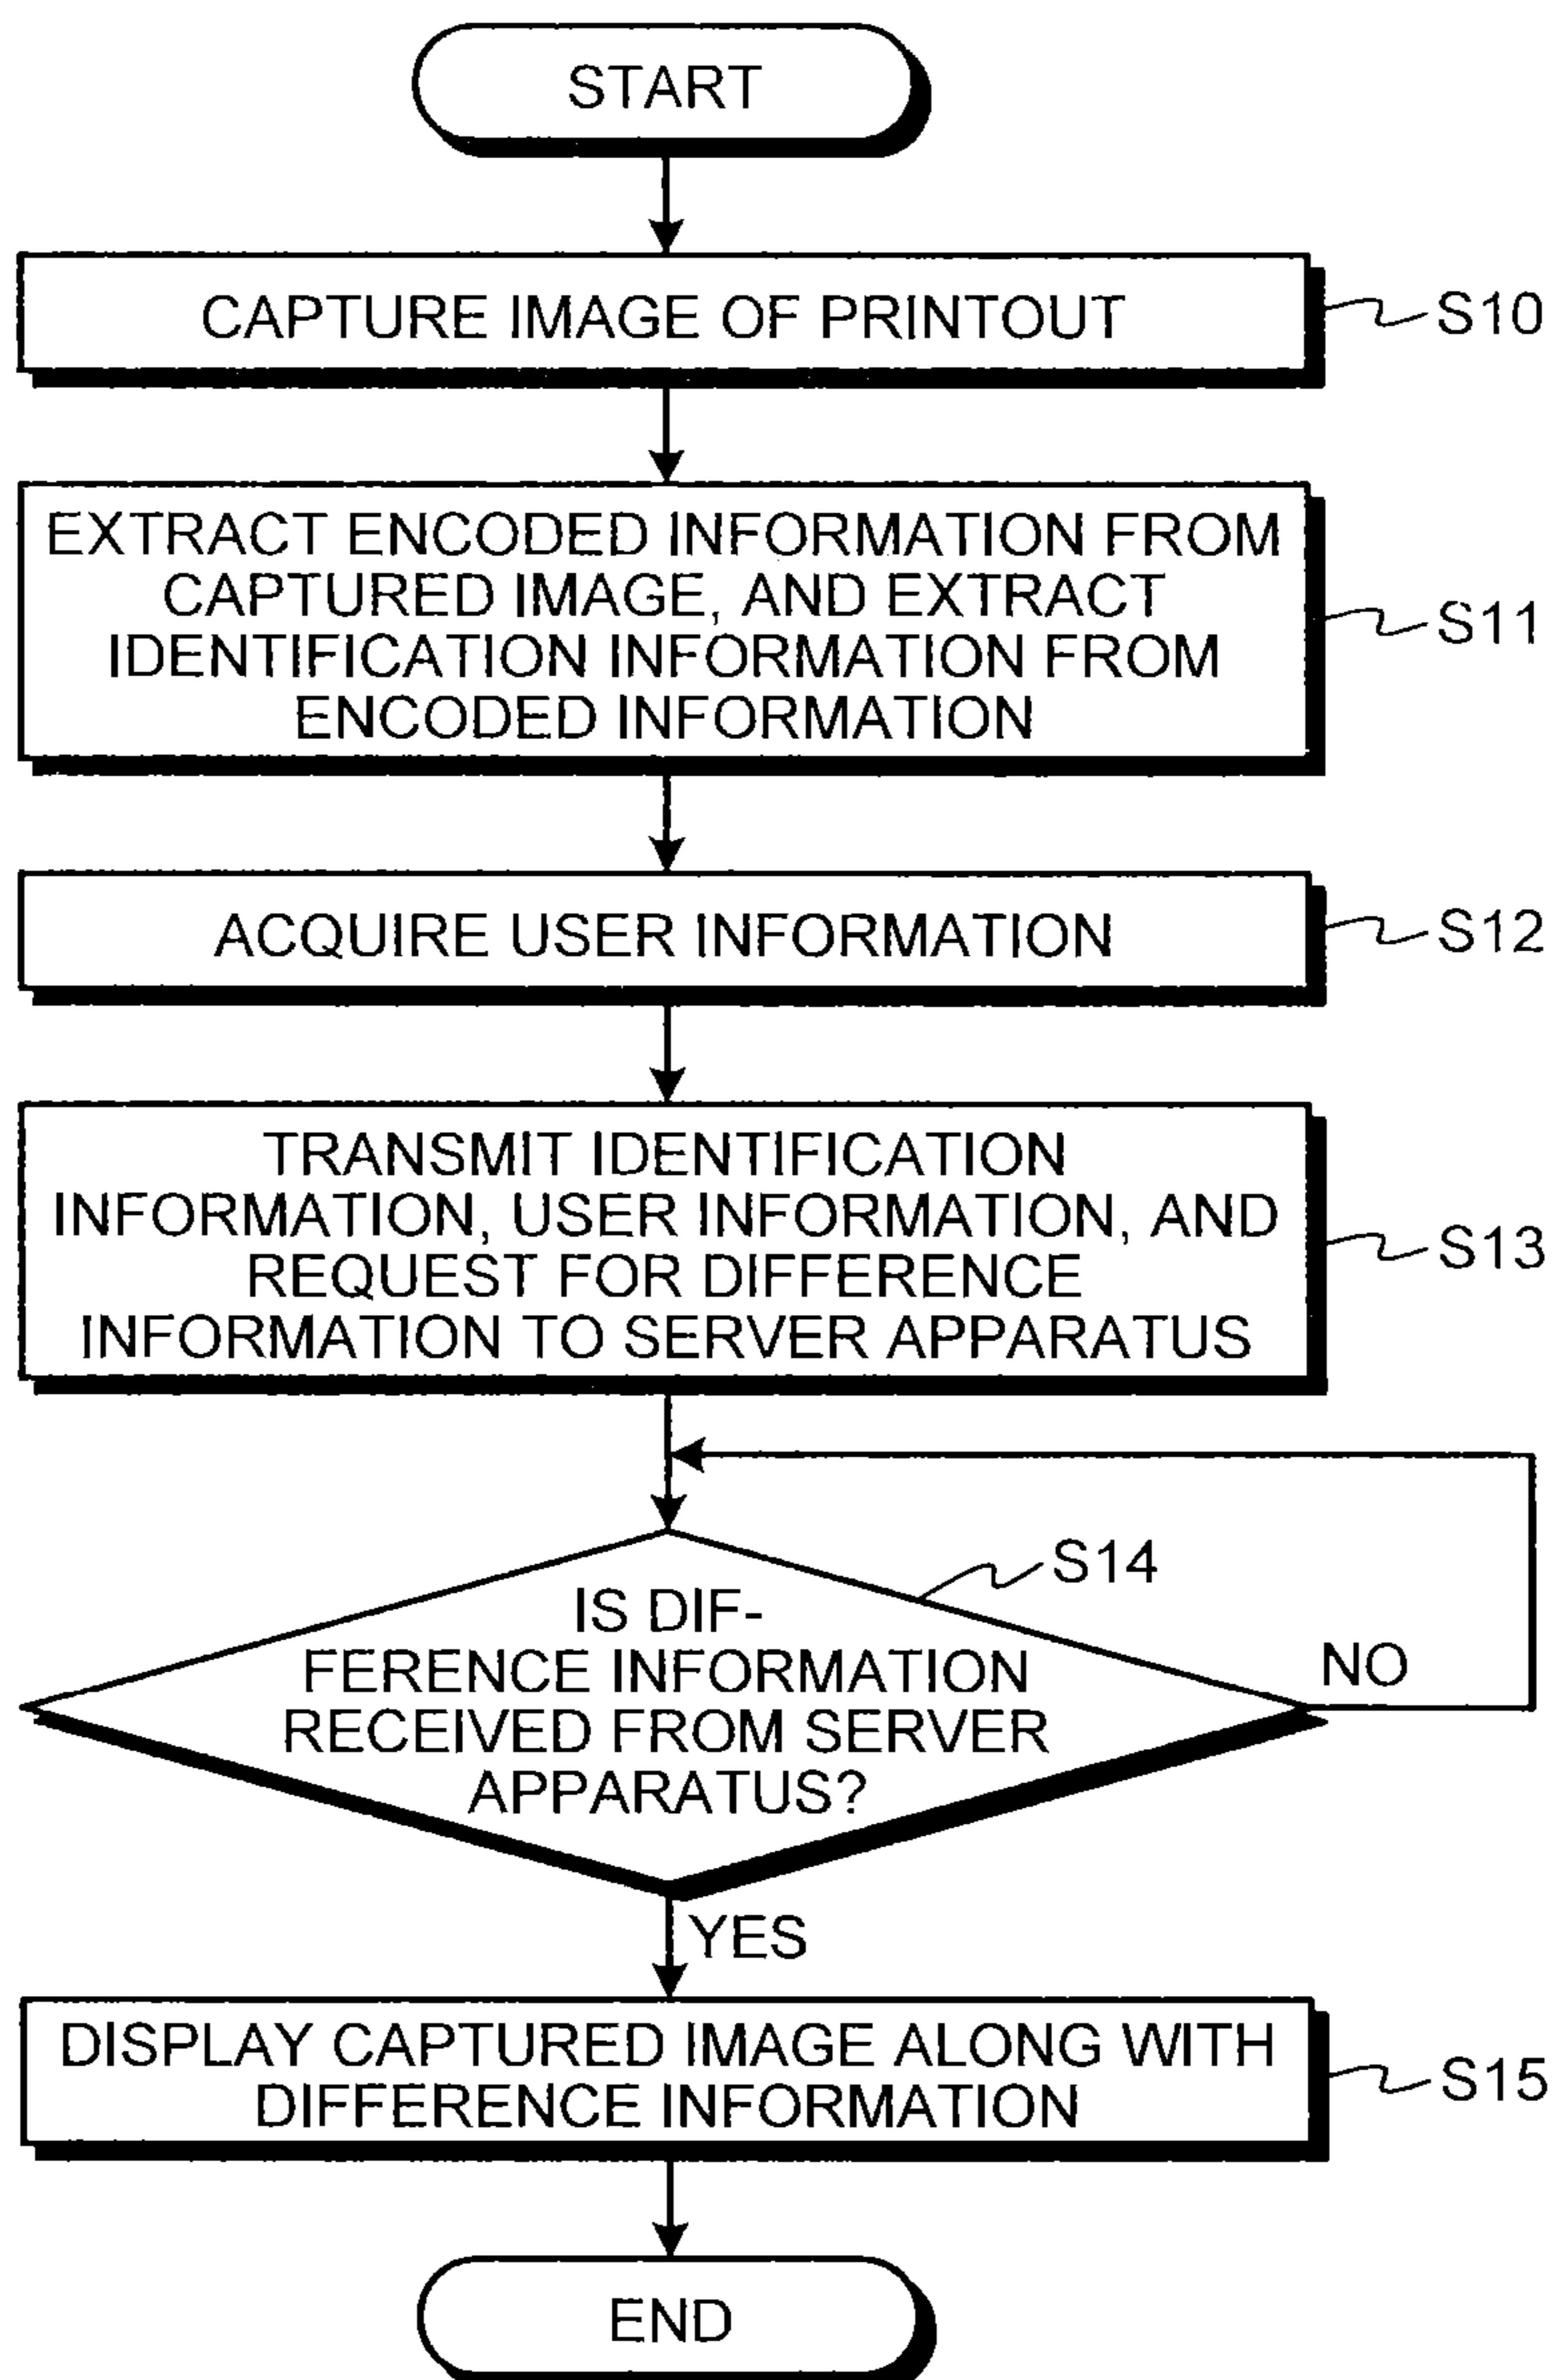 START
CAPTURE IMAGE OF PRINTOUT
S10
EXTRACT ENCODED INFORMATION FROM
CAPTURED IMAGE, AND EXTRACT
IDENTIFICATION INFORMATION FROM
ENCODED INFORMATION
S11
ACQUIRE USER INFORMATION
S12
TRANSMIT IDENTIFICATION
INFORMATION, USER INFORMATION, AND
REQUEST FOR DIFFERENCE
INFORMATION TO SERVER APPARATUS
S13
S14
IS DIF-
FERENCE INFORMATION
RECEIVED FROM SERVER
APPARATUS?
NO
YES
DISPLAY CAPTURED IMAGE ALONG WITH
DIFFERENCE INFORMATION
S15
END